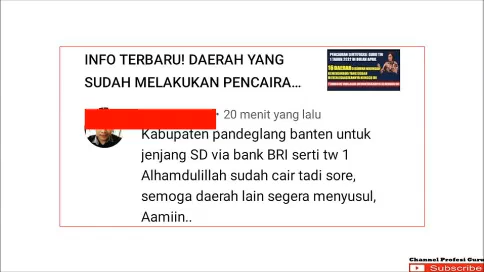 INFO TERBARU! DAERAH YANG
SUDAH MELAKUKAN PENCAIRA...
16 DAERAH
• 20 menit yang lalu
Kabupaten pandeglang banten untuk
jenjang SD via bank BRI serti tw 1
Alhamdulillah sudah cair tadi sore,
semoga daerah lain segera menyusul,
Aamiin..
Channel Profesi Guru
Subscribe